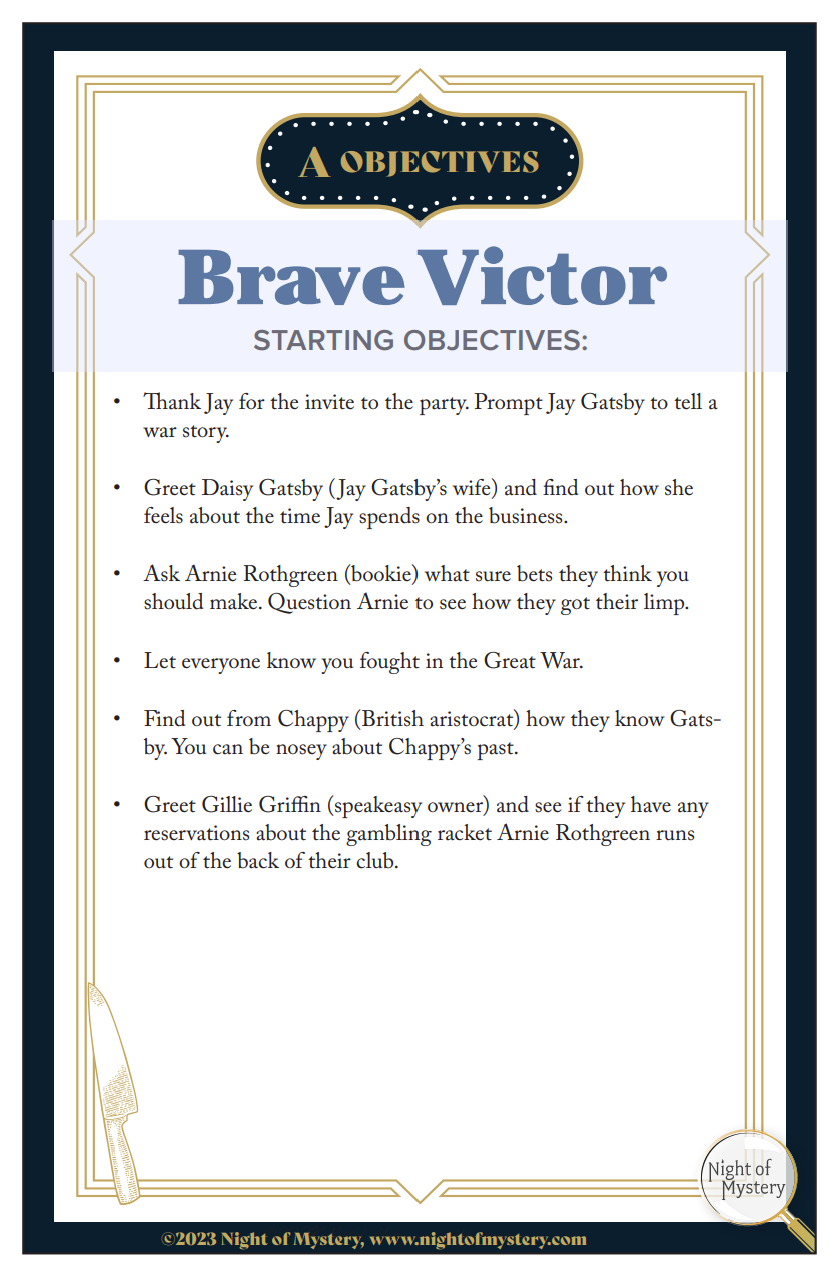 A OBJECTIVES
Brave Victor
STARTING OBJECTIVES:
• Thank Jay for the invite to the party. Prompt Jay Gatsby to tell a
war story.
• Greet Daisy Gatsby (Jay Gatsby's wife) and find out how she
feels about the time Jay spends on the business.
• Ask Arnie Rothgreen (bookie) what sure bets they think you
should make. Question Arnie to see how they got their limp.
• Let everyone know you fought in the Great War.
• Find out from Chappy (British aristocrat) how they know Gats-
by. You can be nosey about Chappy's past.
• Greet Gillie Griffin (speakeasy owner) and see if they have any
reservations about the gambling racket Arnie Rothgreen runs
out of the back of their club.
Night of
Mystery
©2023 Night of Mystery, www.nightofmystery.com